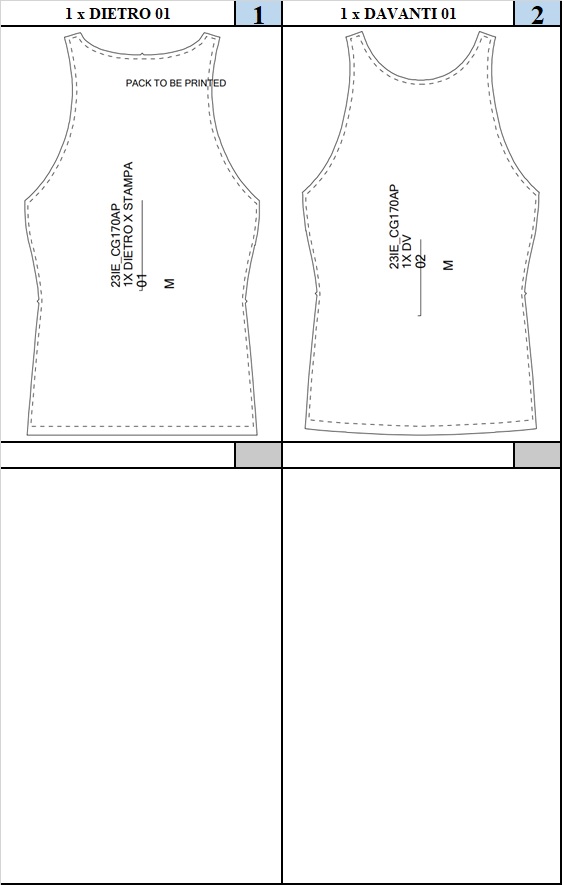 1 x DIETRO 01
1
1 x DAVANTI 01
2
PACK TO BE PRINTED
23IE_CG170AP
1X DIETRO X STAMPA
01
M
23IE_CG170AP
1X DV
02
M